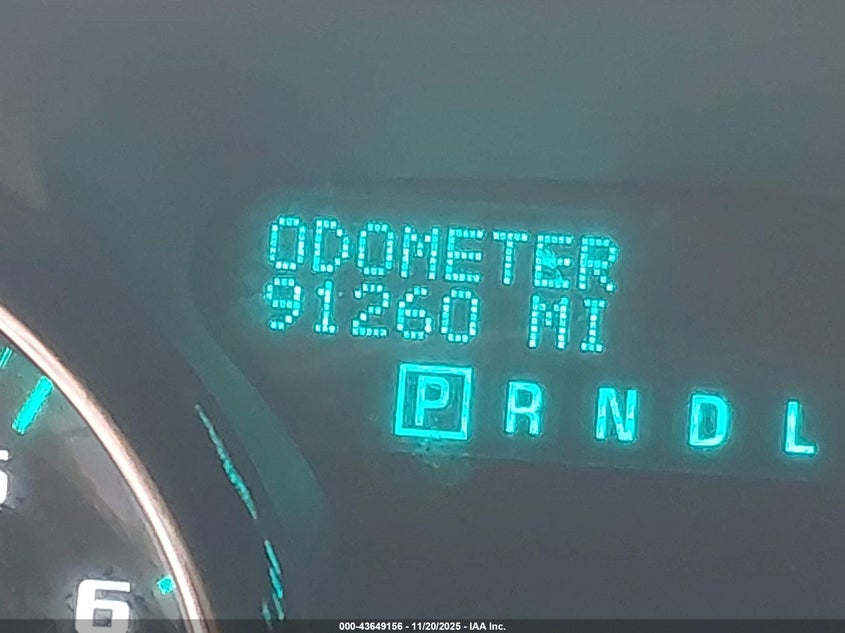 ODOMETER
91260 MI
P R N D L
6
000-43649156 - 11/20/2025 - IAA Inc.